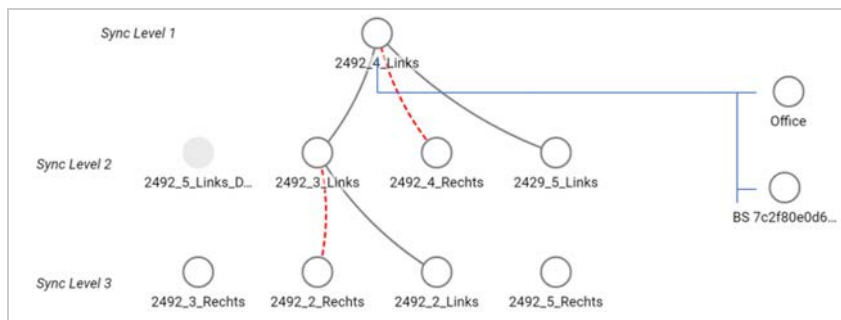 Sync Level 1
2492_4_Links
Office
Sync Level 2
2492_5_Links_D...
2492_3_Links
2492_4_Rechts
2429_5_Links
BS 7c2f80e0d6...
Sync Level 3
2492_3_Rechts
2492_2_Rechts
2492_2_Links
2492_5_Rechts